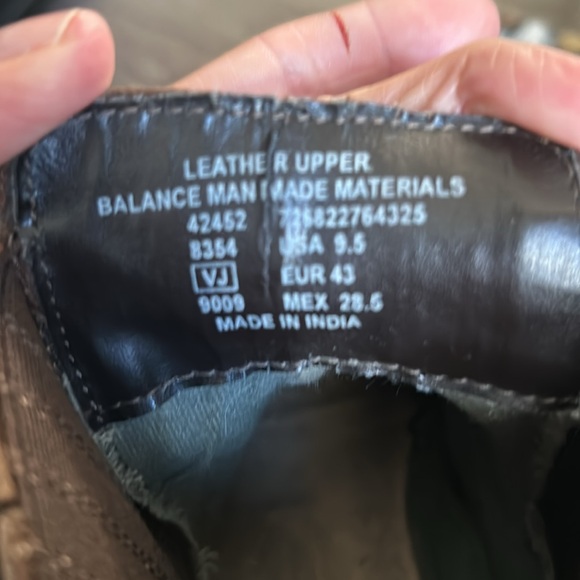 LEATHER UPPER
BALANCE MAN MADE MATERIALS
42452 726822764325
8354 USA 9.5
VJ EUR 43
9009 MEX 28.5
MADE IN INDIA